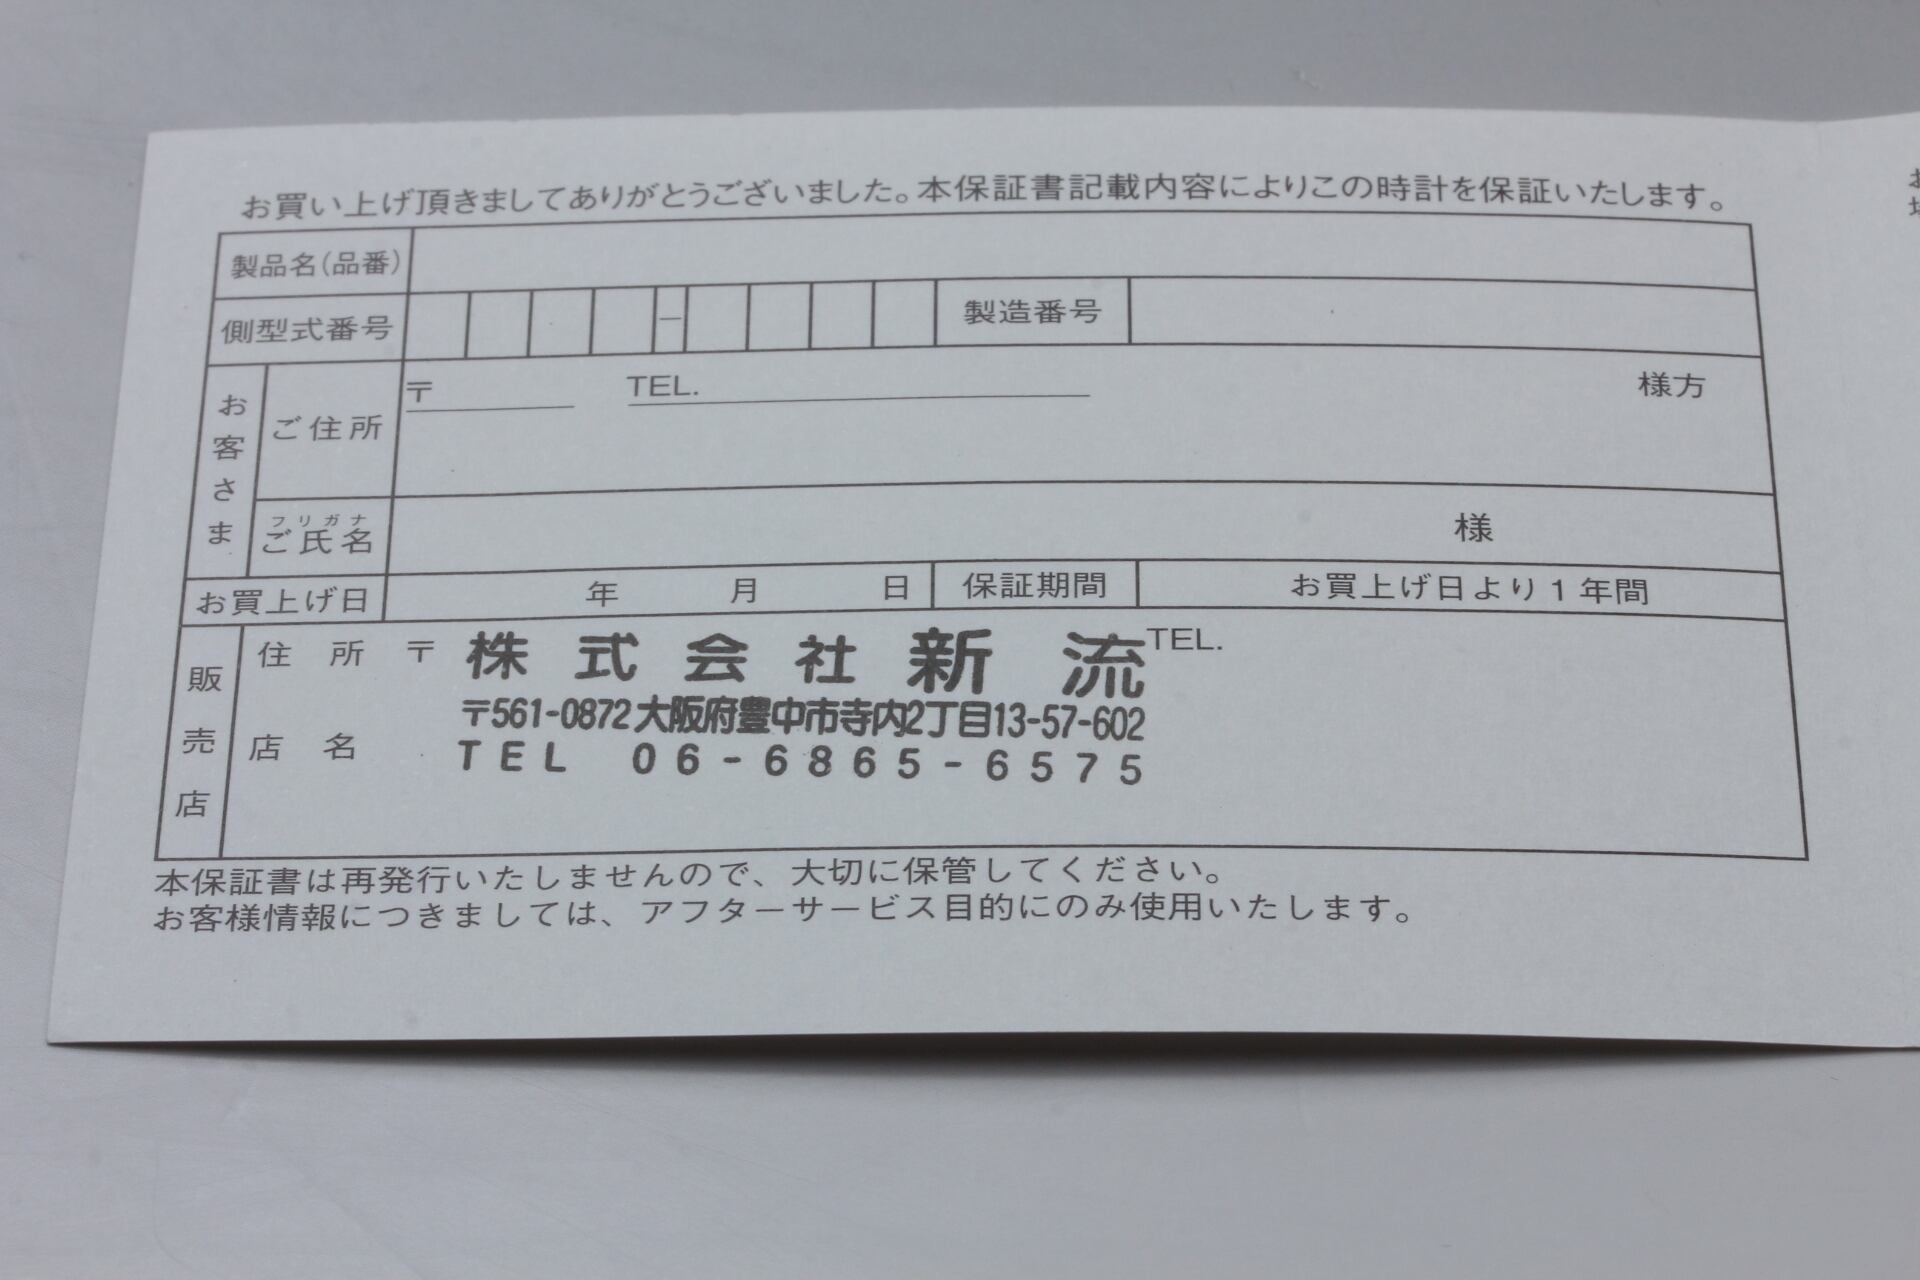 お買い上げ頂きましてありがとうございました。本保証書記載内容によりこの時計を保証いたします。
製品名(品番)
側型式番号 － 製造番号
お客さま
ご住所 〒 TEL. 様方
フリガナ
ご氏名 様
お買上げ日 年 月 日 保証期間 お買上げ日より1年間
販売店
住所 〒 株式会社新流 TEL.
〒561-0872大阪府豊中市寺内2丁目13-57-602
店名 TEL 06-6865-6575
本保証書は再発行いたしませんので、大切に保管してください。
お客様情報につきましては、アフターサービス目的にのみ使用いたします。
お